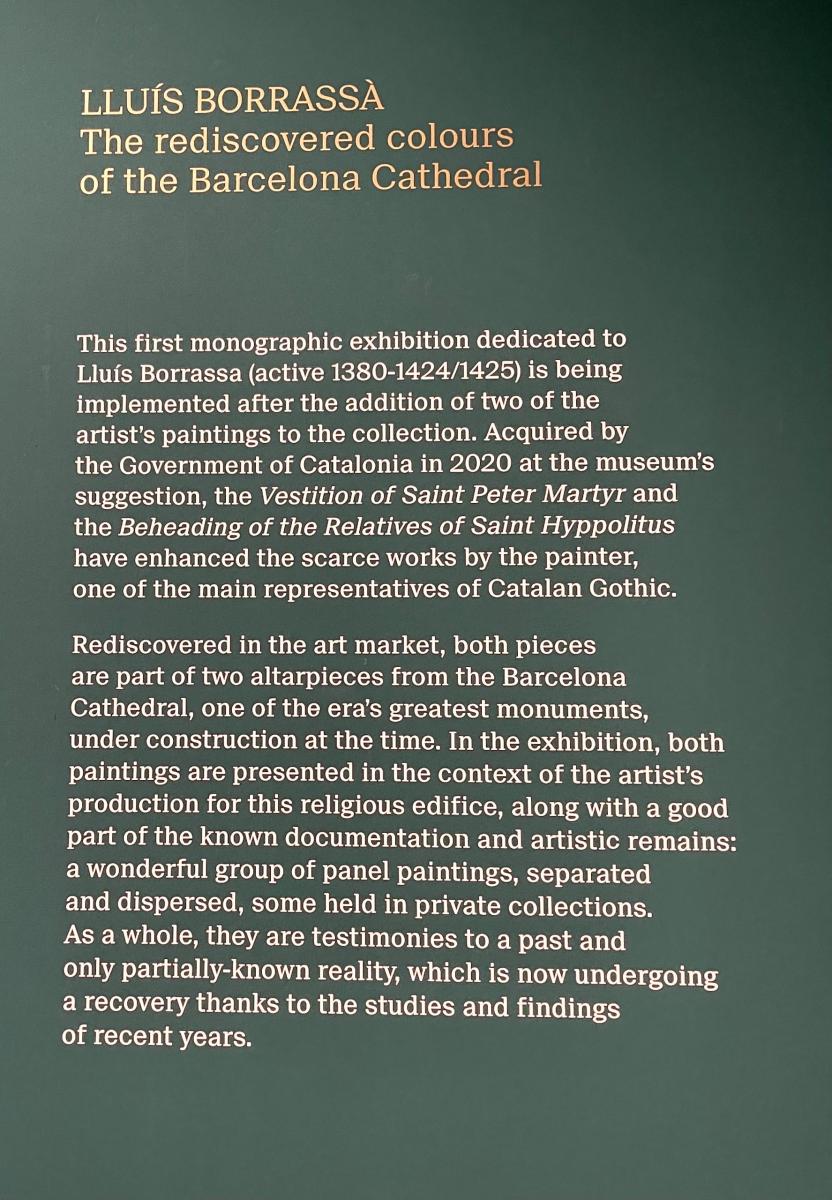 LLUÍS BORRASSÀ
The rediscovered colours
of the Barcelona Cathedral
This first monographic exhibition dedicated to
Lluís Borrassa (active 1380-1424/1425) is being
implemented after the addition of two of the
artist's paintings to the collection. Acquired by
the Government of Catalonia in 2020 at the museum's
suggestion, the Vestition of Saint Peter Martyr and
the Beheading of the Relatives of Saint Hyppolitus
have enhanced the scarce works by the painter,
one of the main representatives of Catalan Gothic.
Rediscovered in the art market, both pieces
are part of two altarpieces from the Barcelona
Cathedral, one of the era's greatest monuments,
under construction at the time. In the exhibition, both
paintings are presented in the context of the artist's
production for this religious edifice, along with a good
part of the known documentation and artistic remains:
a wonderful group of panel paintings, separated
and dispersed, some held in private collections.
As a whole, they are testimonies to a past and
only partially-known reality, which is now undergoing
a recovery thanks to the studies and findings
of recent years.